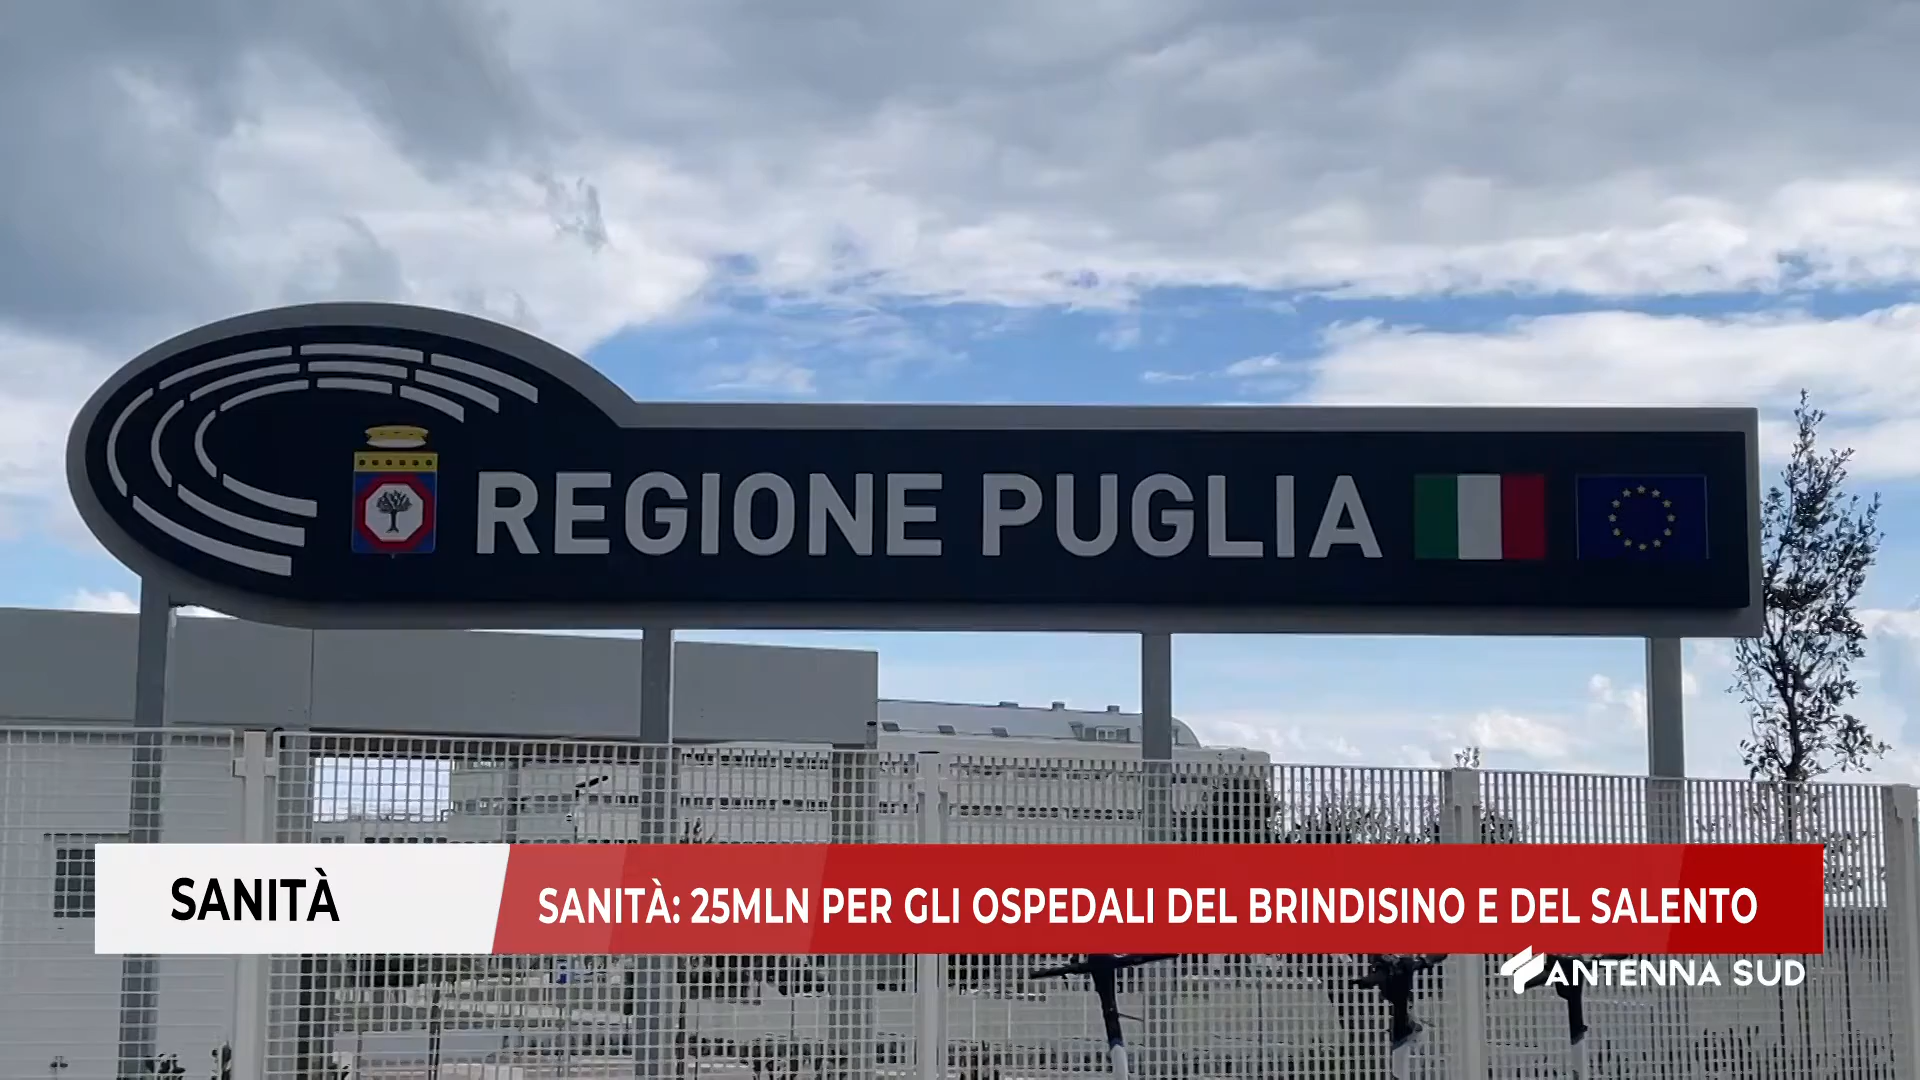 REGIONE PUGLIA
SANITÀ
SANITÀ: 25MLN PER GLI OSPEDALI DEL BRINDISINO E DEL SALENTO
ANTENNA SUD